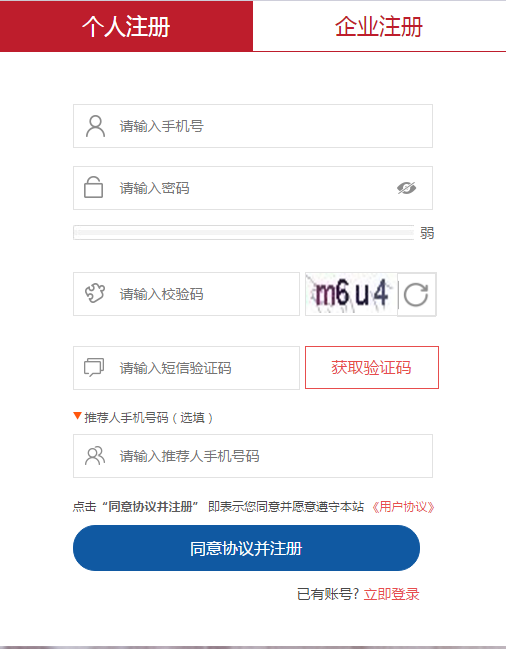 个人注册 企业注册
请输入手机号
请输入密码
弱
请输入校验码 m6u4
请输入短信验证码 获取验证码
推荐人手机号码（选填）
请输入推荐人手机号码
点击“同意协议并注册” 即表示您同意并愿意遵守本站 《用户协议》
同意协议并注册
已有账号? 立即登录